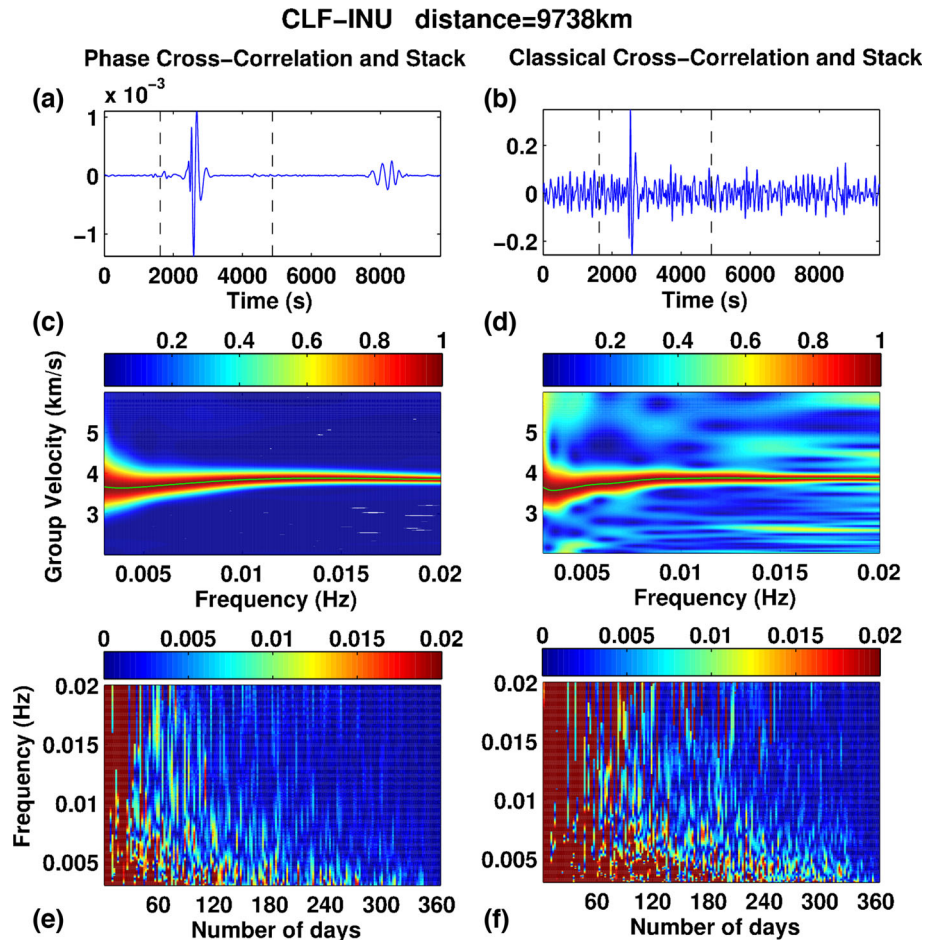 CLF−INU distance=9738km
Phase Cross−Correlation and Stack
Classical Cross−Correlation and Stack
(a)
x 10−3
1
0
−1
0 2000 4000 6000 8000
Time (s)
(b)
0.2
0
−0.2
0 2000 4000 6000 8000
Time (s)
(c)
0.2 0.4 0.6 0.8 1
Group Velocity (km/s)
5
4
3
0.005 0.01 0.015 0.02
Frequency (Hz)
(d)
0.2 0.4 0.6 0.8 1
5
4
3
0.005 0.01 0.015 0.02
Frequency (Hz)
0 0.005 0.01 0.015 0.02
Frequency (Hz)
0.02
0.015
0.01
0.005
60 120 180 240 300 360
(e)
Number of days
0 0.005 0.01 0.015 0.02
0.02
0.015
0.01
0.005
60 120 180 240 300 360
(f)
Number of days